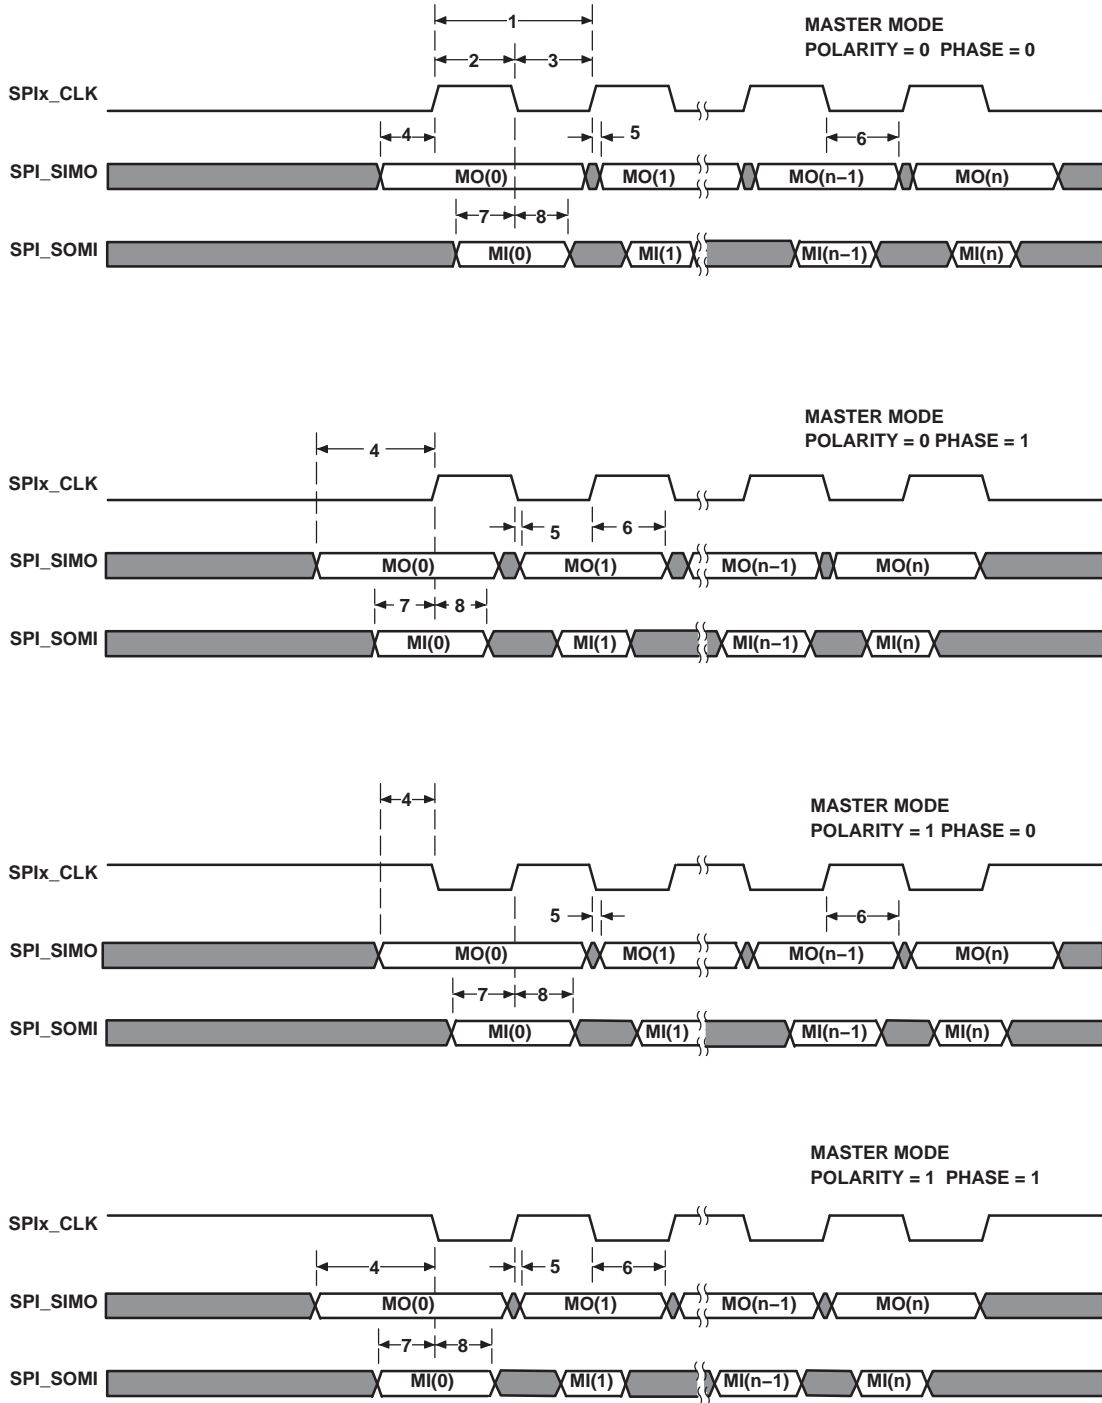 MASTER MODE
POLARITY = 0 PHASE = 0
1
2
3
SPIx_CLK
4
5
6
SPI_SIMO
MO(0)
MO(1)
MO(n−1)
MO(n)
7
8
SPI_SOMI
MI(0)
MI(1)
MI(n−1)
MI(n)
MASTER MODE
POLARITY = 0 PHASE = 1
4
SPIx_CLK
5
6
SPI_SIMO
MO(0)
MO(1)
MO(n−1)
MO(n)
7
8
SPI_SOMI
MI(0)
MI(1)
MI(n−1)
MI(n)
4
MASTER MODE
POLARITY = 1 PHASE = 0
SPIx_CLK
5
6
SPI_SIMO
MO(0)
MO(1)
MO(n−1)
MO(n)
7
8
SPI_SOMI
MI(0)
MI(1)
MI(n−1)
MI(n)
MASTER MODE
POLARITY = 1 PHASE = 1
SPIx_CLK
4
5
6
SPI_SIMO
MO(0)
MO(1)
MO(n−1)
MO(n)
7
8
SPI_SOMI
MI(0)
MI(1)
MI(n−1)
MI(n)